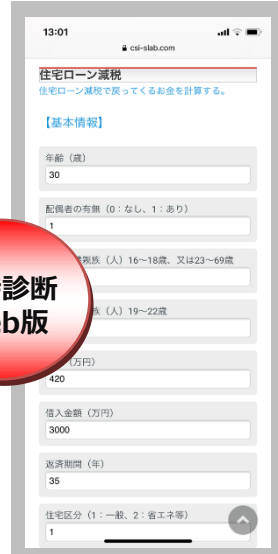 13:01
csi-slab.com
住宅ローン減税
住宅ローン減税で戻ってくるお金を計算する。
【基本情報】
年齢（歳）
30
配偶者の有無（0：なし、1：あり）
1
親族（人）16～18歳、又は23～69歳
族（人）19～22歳
診断
b版
（万円）
420
借入金額（万円）
3000
返済期間（年）
35
住宅区分（1：一般、2：省エネ等）
1